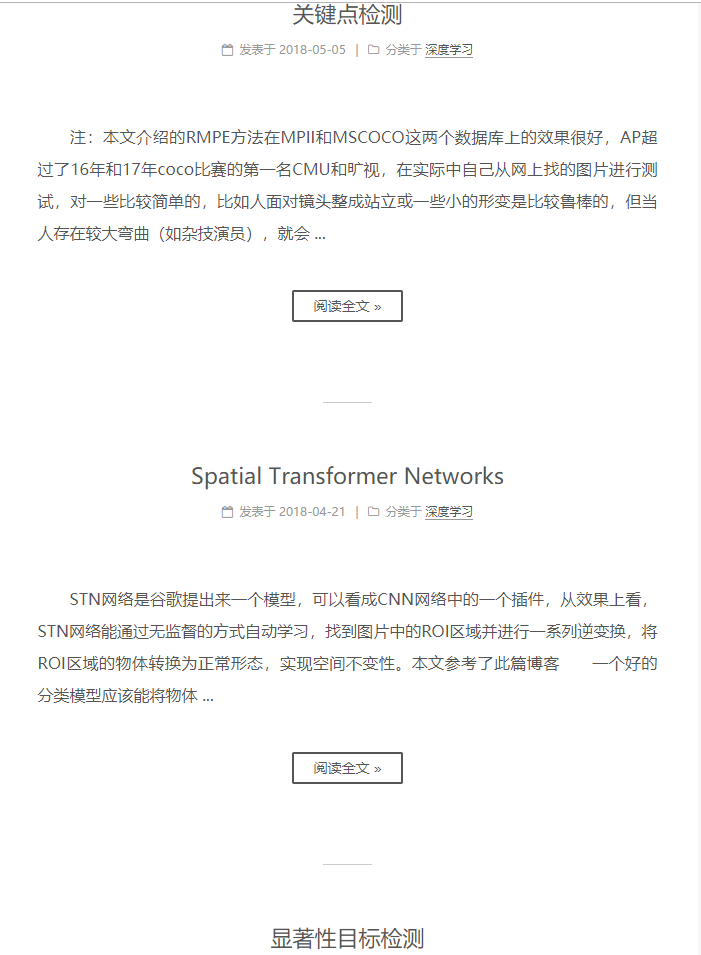 关键点检测
发表于 2018-05-05 | 分类于 深度学习
注：本文介绍的RMPE方法在MPII和MSCOCO这两个数据库上的效果很好，AP超
过了16年和17年coco比赛的第一名CMU和旷视，在实际中自己从网上找的图片进行测
试，对一些比较简单的，比如人面对镜头整成站立或一些小的形变是比较鲁棒的，但当
人存在较大弯曲（如杂技演员），就会 ...
阅读全文 »
Spatial Transformer Networks
发表于 2018-04-21 | 分类于 深度学习
STN网络是谷歌提出来一个模型，可以看成CNN网络中的一个插件，从效果上看，
STN网络能通过无监督的方式自动学习，找到图片中的ROI区域并进行一系列逆变换，将
ROI区域的物体转换为正常形态，实现空间不变性。本文参考了此篇博客　　一个好的
分类模型应该能将物体 ...
阅读全文 »
显著性目标检测